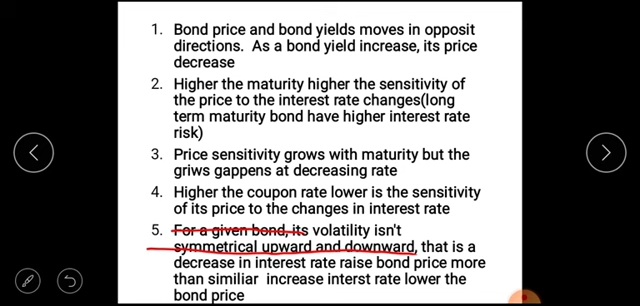 1. Bond price and bond yields moves in opposit
directions. As a bond yield increase, its price
decrease
2. Higher the maturity higher the sensitivity of
the price to the interest rate changes(long
term maturity bond have higher interest rate
risk)
3. Price sensitivity grows with maturity but the
griws gappens at decreasing rate
4. Higher the coupon rate lower is the sensitivity
of its price to the changes in interest rate
5. For a given bond, its volatility isn't
symmetrical upward and downward, that is a
decrease in interest rate raise bond price more
than similiar increase interst rate lower the
bond price